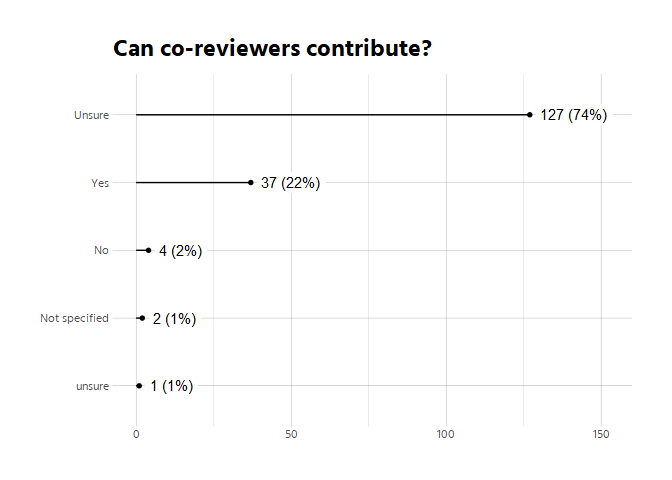 Can co-reviewers contribute?
Unsure 127 (74%)
Yes 37 (22%)
No 4 (2%)
Not specified 2 (1%)
unsure 1 (1%)
0 50 100 150